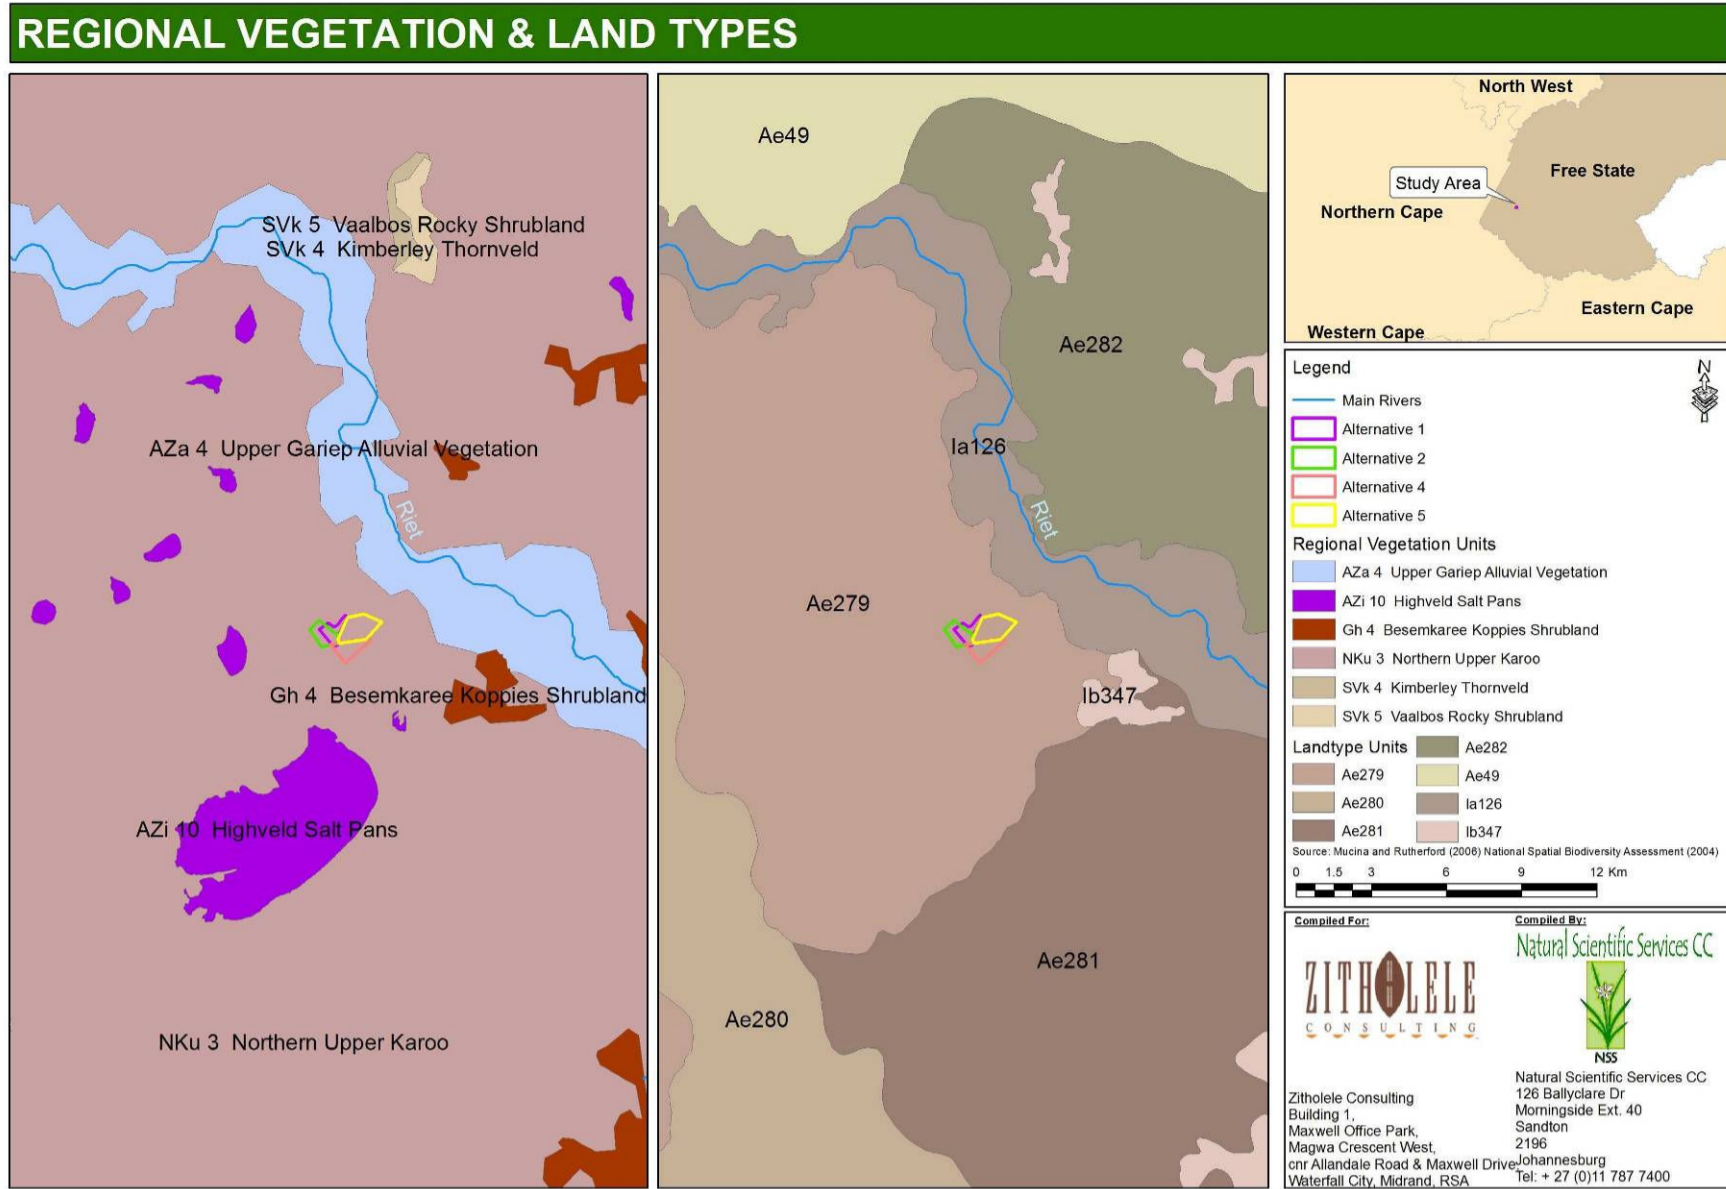 REGIONAL VEGETATION & LAND TYPES
SVk 5 Vaalbos Rocky Shrubland
SVk 4 Kimberley Thornveld
AZa 4 Upper Gariep Alluvial Vegetation
Riet
Gh 4 Besemkaree Koppies Shrubland
AZi 10 Highveld Salt Pans
NKu 3 Northern Upper Karoo
Ae49
Ae282
Ia126
Riet
Ae279
Ib347
Ae281
Ae280
North West
Free State
Study Area
Northern Cape
Eastern Cape
Western Cape
Legend
N
Main Rivers
Alternative 1
Alternative 2
Alternative 4
Alternative 5
Regional Vegetation Units
AZa 4 Upper Gariep Alluvial Vegetation
AZi 10 Highveld Salt Pans
Gh 4 Besemkaree Koppies Shrubland
NKu 3 Northern Upper Karoo
SVk 4 Kimberley Thornveld
SVk 5 Vaalbos Rocky Shrubland
Landtype Units
Ae279
Ae280
Ae281
Ae282
Ae49
Ia126
Ib347
Source: Mucina and Rutherford (2006) National Spatial Biodiversity Assessment (2004)
0 1.5 3 6 9 12 Km
Compiled For:
ZITHOLELE
CONSULTING
Zitholele Consulting
Building 1,
Maxwell Office Park,
Magwa Crescent West,
cnr Allandale Road & Maxwell Drive
Waterfall City, Midrand, RSA
Compiled By:
Natural Scientific Services CC
NSS
Natural Scientific Services CC
126 Ballyclare Dr
Morningside Ext. 40
Sandton
2196
Johannesburg
Tel: + 27 (0)11 787 7400